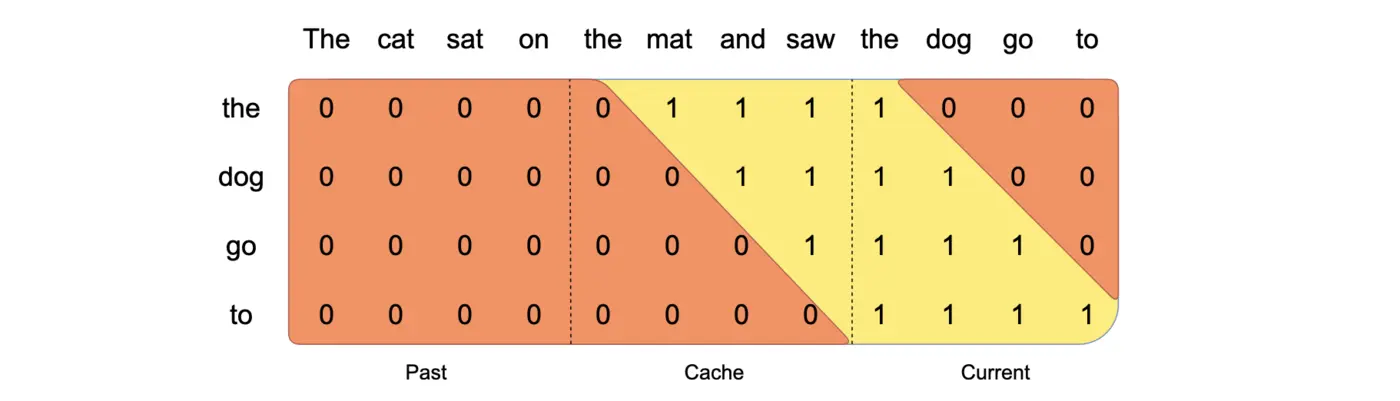 The cat sat on the mat and saw the dog go to
the 0 0 0 0 0 1 1 1 1 0 0 0
dog 0 0 0 0 0 0 1 1 1 1 0 0
go 0 0 0 0 0 0 0 1 1 1 1 0
to 0 0 0 0 0 0 0 0 1 1 1 1
Past Cache Current